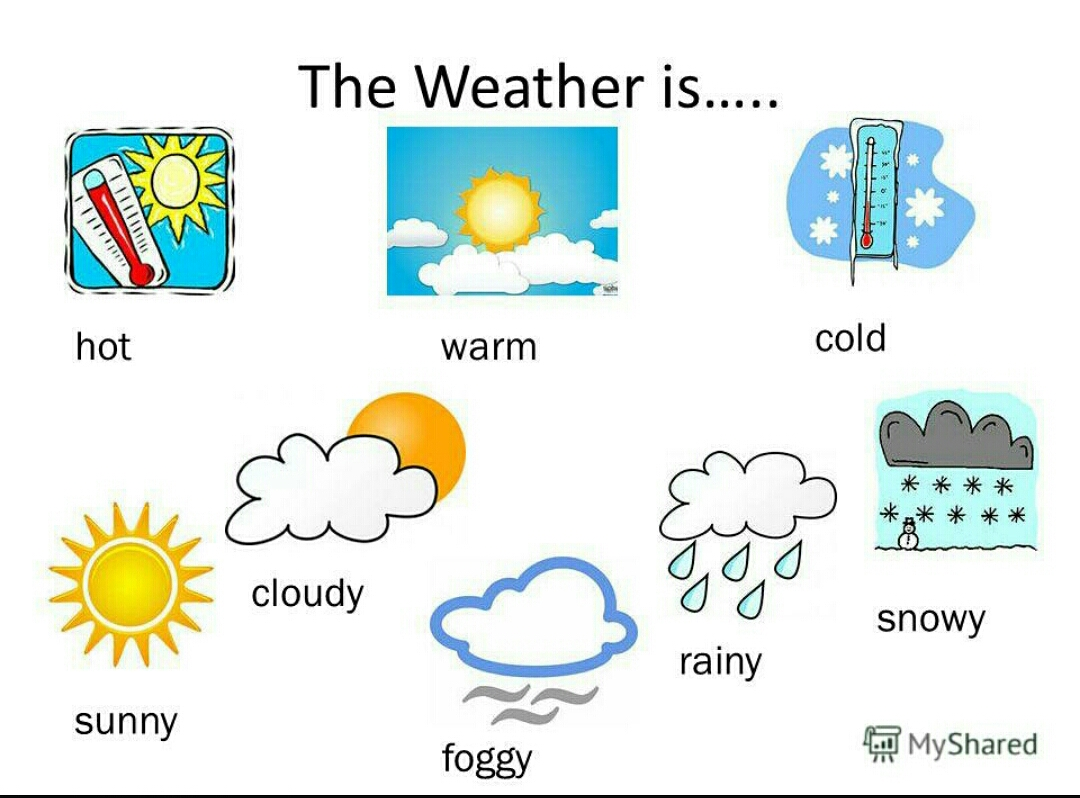 The Weather is.....
hot
warm
cold
cloudy
snowy
rainy
sunny
foggy
MyShared